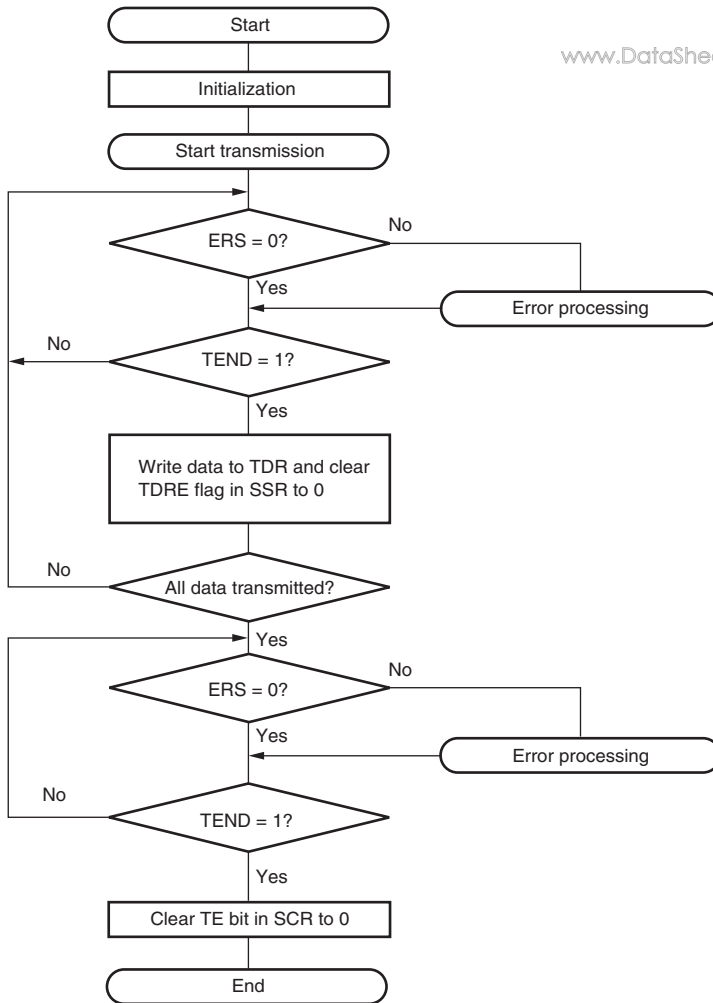 Start
www.DataShee
Initialization
Start transmission
No
ERS = 0?
Yes
Error processing
No
TEND = 1?
Yes
Write data to TDR and clear
TDRE flag in SSR to 0
No
All data transmitted?
Yes
No
ERS = 0?
Yes
Error processing
No
TEND = 1?
Yes
Clear TE bit in SCR to 0
End